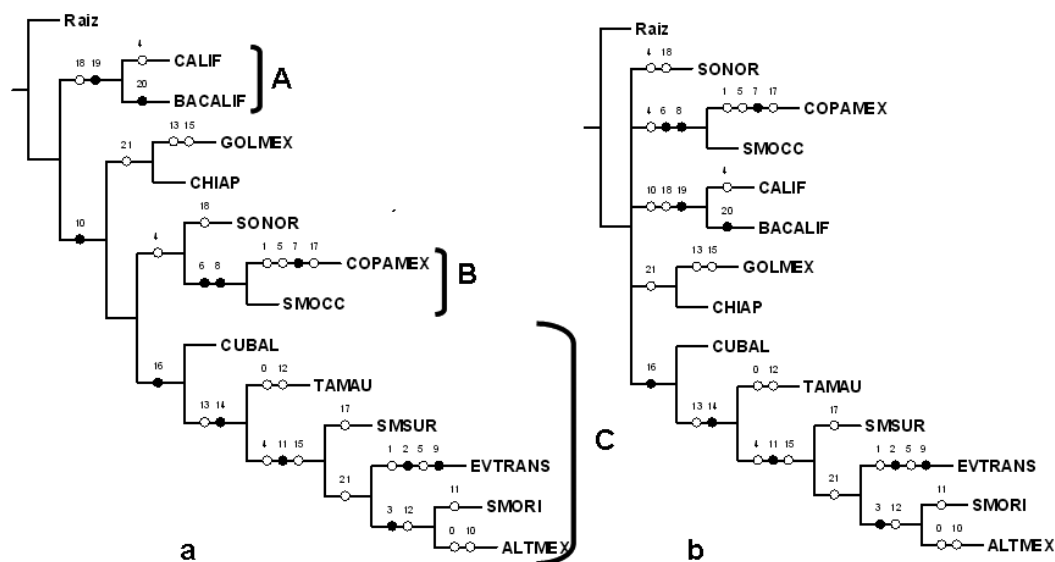 Raiz
4
18 19 CALIF
A
20
BACALIF
13 15
21 GOLMEX
CHIAP
10
18
4 SONOR
1 5 7 17
6 8 COPAMEX
B
SMOCC
CUBAL
16
0 12
13 14 TAMAU
17
4 11 15 SMSUR
C
1 2 5 9
21 EVTRANS
11
3 12 SMORI
0 10
ALTMEX
a
Raiz
4 18
SONOR
1 5 7 17
4 6 8 COPAMEX
SMOCC
4
10 18 19 CALIF
20
BACALIF
13 15
21 GOLMEX
CHIAP
CUBAL
16
0 12
13 14 TAMAU
17
4 11 15 SMSUR
1 2 5 9
21 EVTRANS
11
3 12 SMORI
0 10
ALTMEX
b